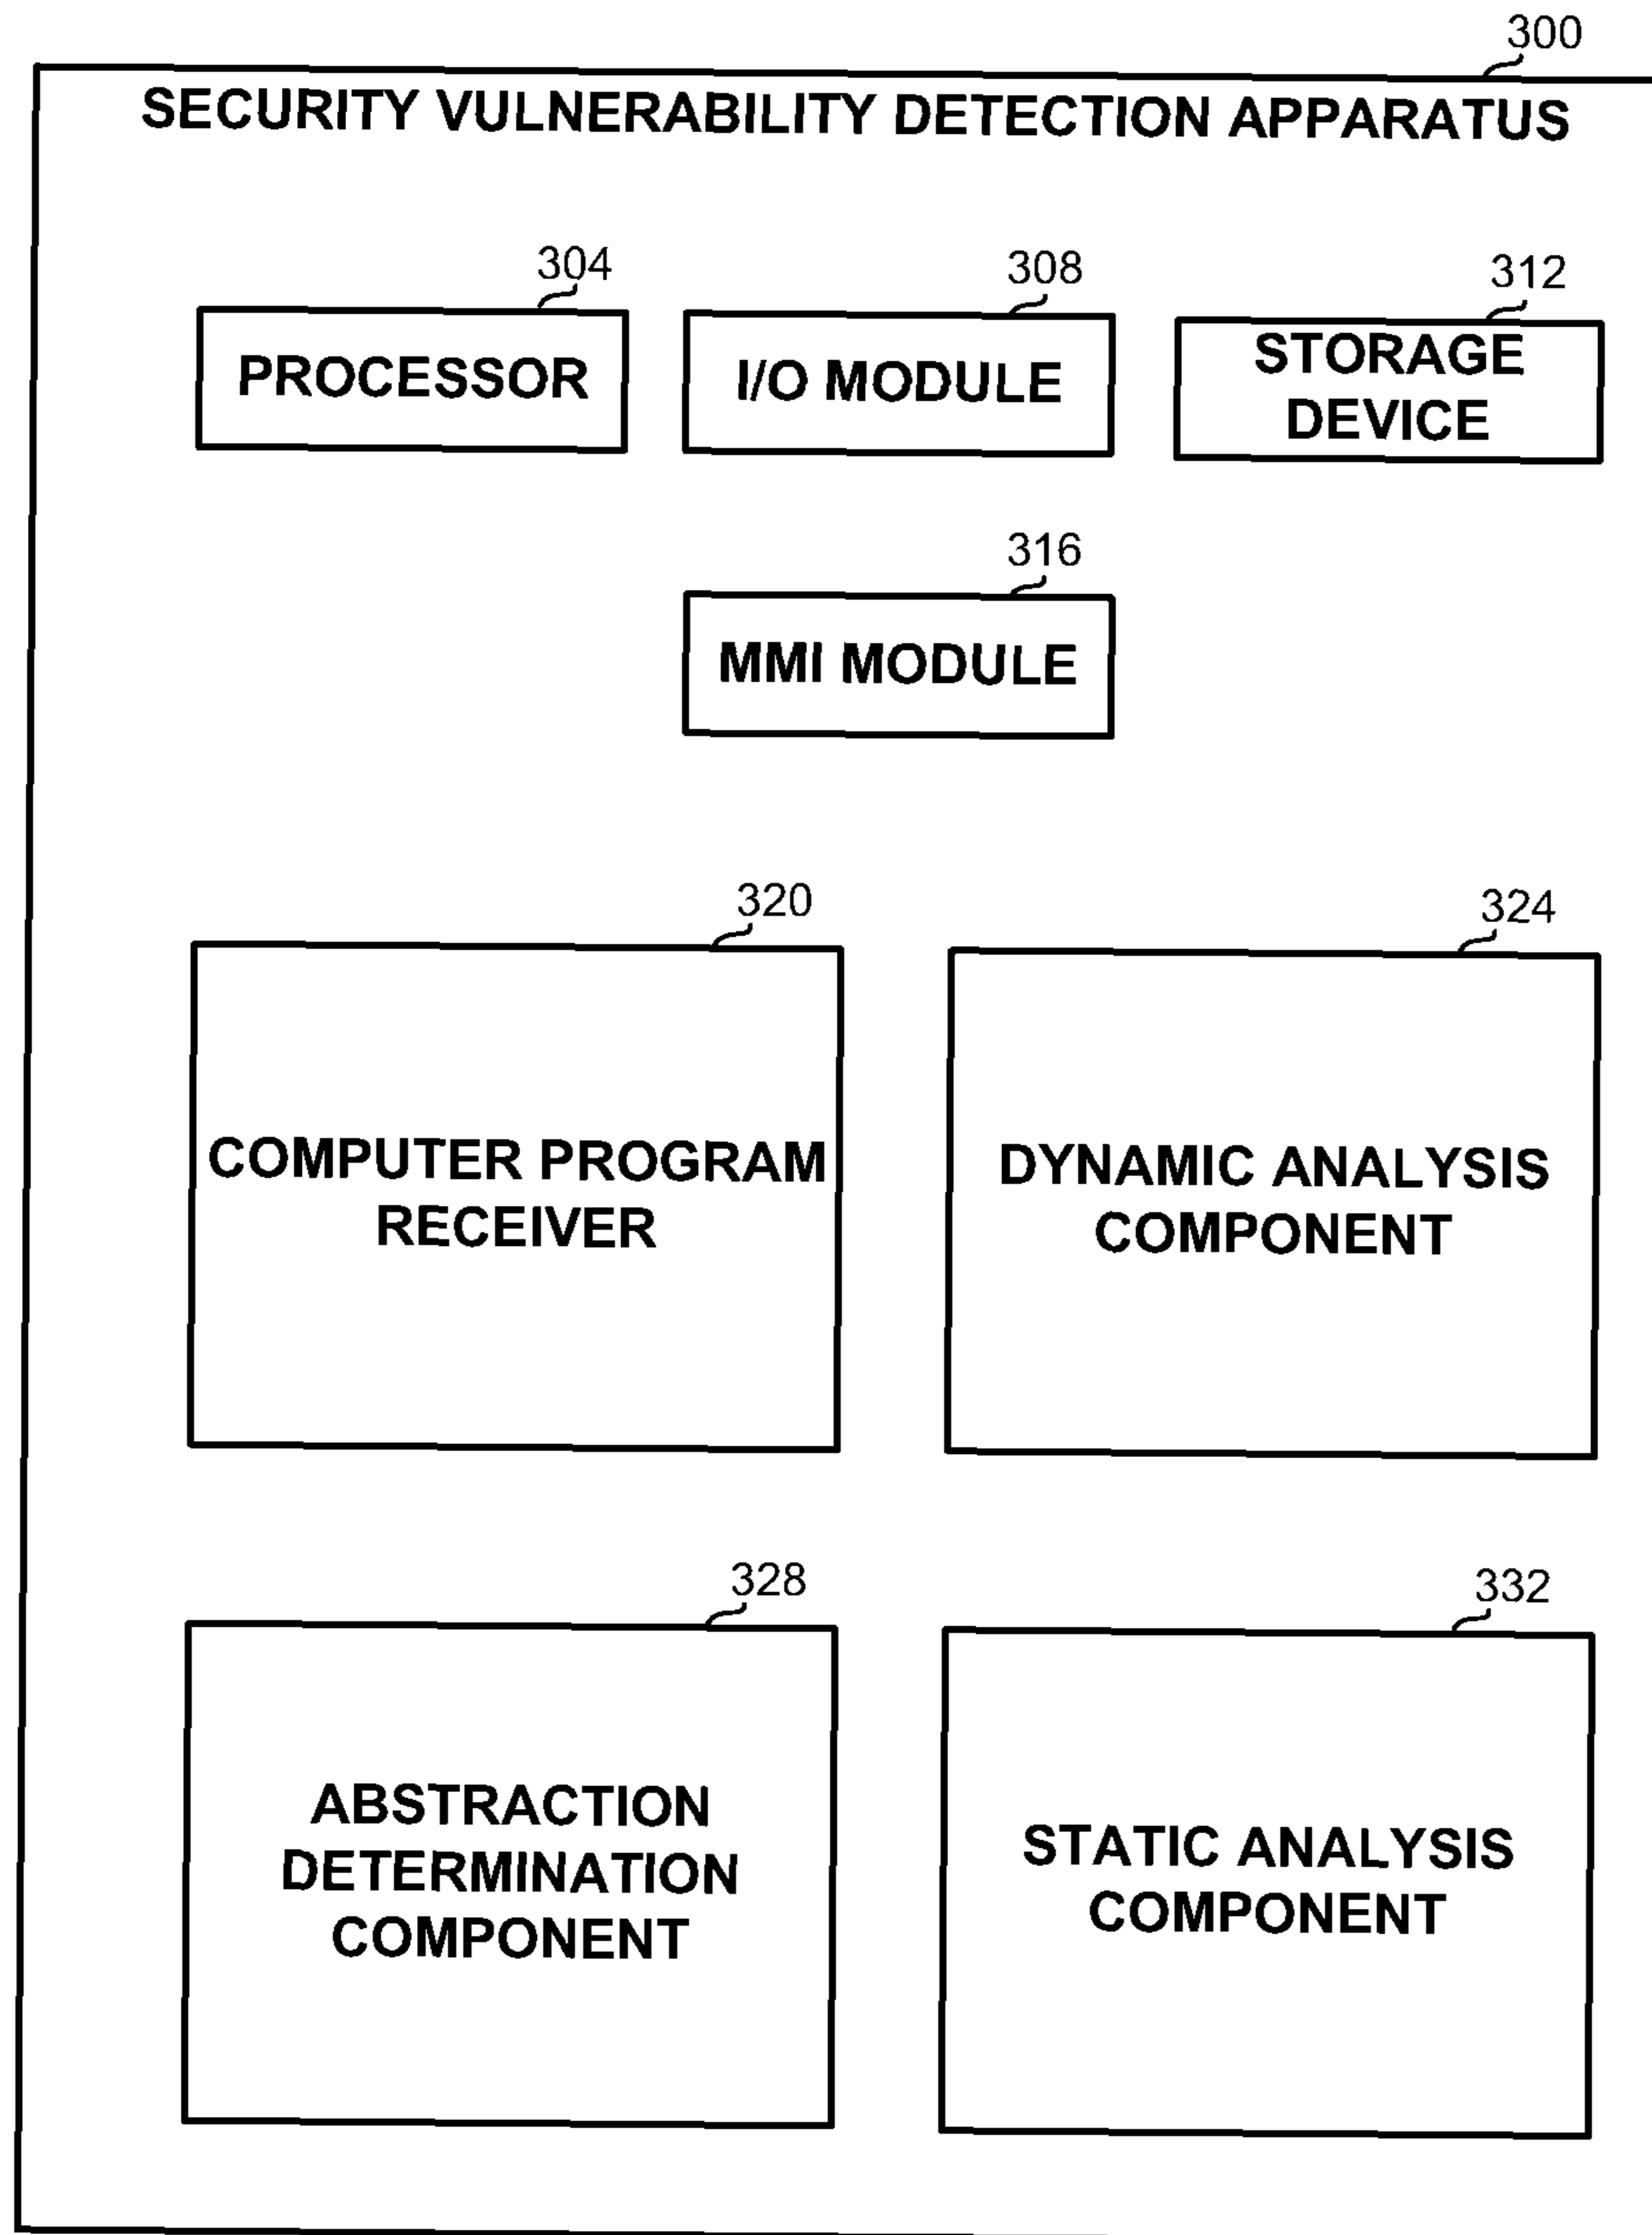 300
SECURITY VULNERABILITY DETECTION APPARATUS
304
PROCESSOR
308
I/O MODULE
312
STORAGE
DEVICE
316
MMI MODULE
320
COMPUTER PROGRAM
RECEIVER
324
DYNAMIC ANALYSIS
COMPONENT
328
ABSTRACTION
DETERMINATION
COMPONENT
332
STATIC ANALYSIS
COMPONENT